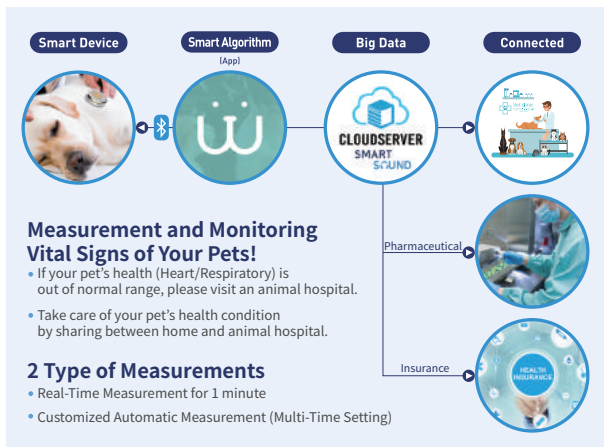 Smart Device
Smart Algorithm
(App)
Big Data
Connected
CLOUDSERVER
SMART
SOUND
Measurement and Monitoring
Vital Signs of Your Pets!
• If your pet's health (Heart/Respiratory) is
out of normal range, please visit an animal hospital.
• Take care of your pet's health condition
by sharing between home and animal hospital.
Pharmaceutical
2 Type of Measurements
• Real-Time Measurement for 1 minute
• Customized Automatic Measurement (Multi-Time Setting)
Insurance
HEALTH
INSURANCE